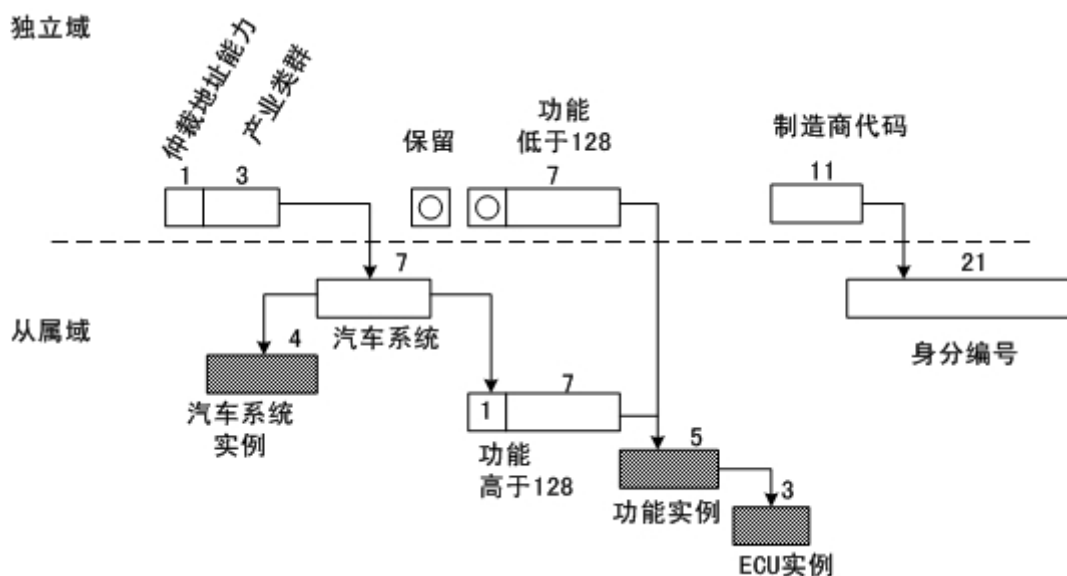 独立域
仲裁地址能力
产业类群
保留
功能
低于128
制造商代码
1
3
7
11
7
21
从属域
汽车系统
4
身分编号
汽车系统
实例
1
7
功能
高于128
5
功能实例
3
ECU实例